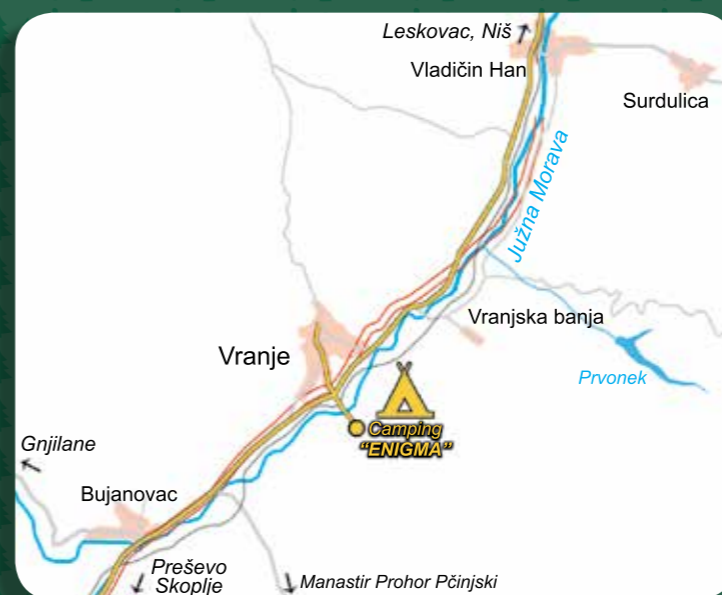 Leskovac, Niš
Vladičin Han
Surdulica
Južna Morava
Vranjska banja
Vranje
Prvonek
Camping
“ENIGMA”
Gnjilane
Bujanovac
Preševo
Skoplje
Manastir Prohor Pčinjski